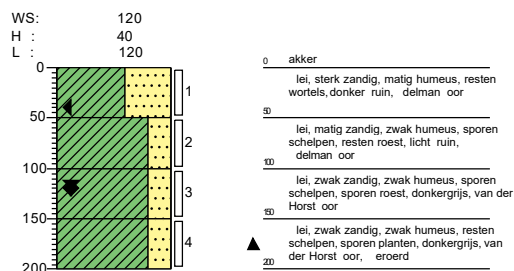 WS: 120
H : 40
L : 120
0
50
100
150
200
1
2
3
4
0 akker
lei, sterk zandig, matig humeus, resten
wortels, donker ruin, delman oor
50
lei, matig zandig, zwak humeus, sporen
schelpen, resten roest, licht ruin,
delman oor
100
lei, zwak zandig, zwak humeus, sporen
schelpen, sporen roest, donkergrijs, van der
Horst oor
150
lei, zwak zandig, zwak humeus, resten
schelpen, sporen planten, donkergrijs, van
der Horst oor, eroerd
200